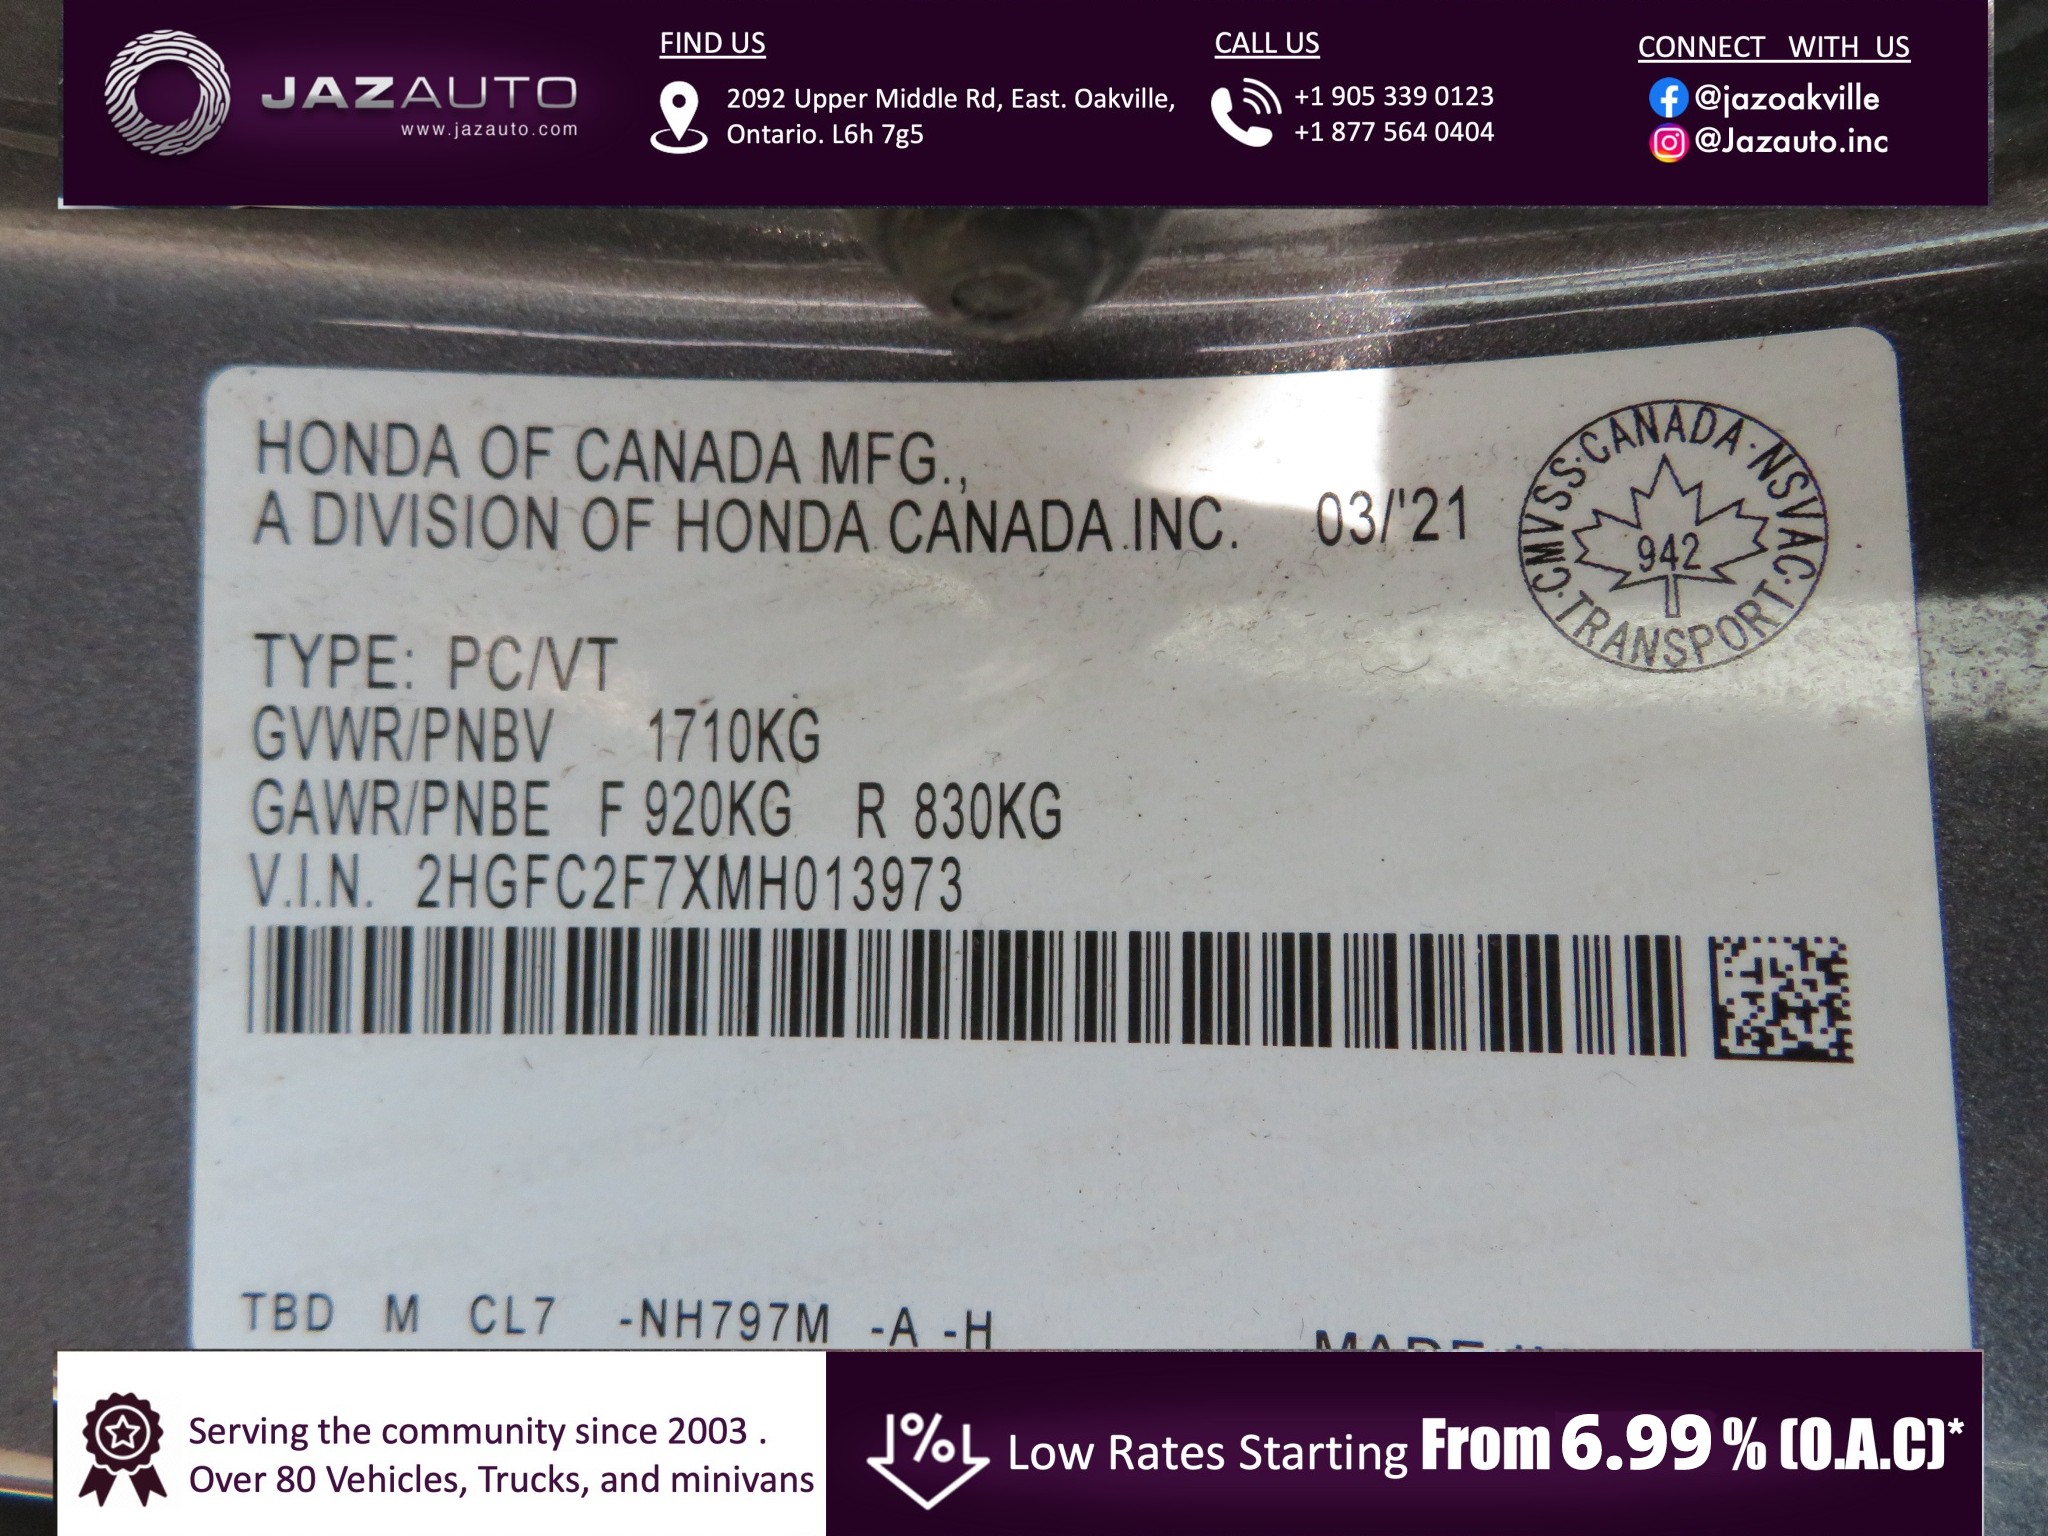 JAZAUTO
www.jazauto.com
FIND US
2092 Upper Middle Rd, East. Oakville,
Ontario. L6h 7g5
CALL US
+1 905 339 0123
+1 877 564 0404
CONNECT WITH US
@jazoakville
@Jazauto.inc
HONDA OF CANADA MFG.,
A DIVISION OF HONDA CANADA INC. 03/'21
CMVSS·CANADA·NSVAC·TRANSPORT·
942
TYPE: PC/VT
GVWR/PNBV 1710KG
GAWR/PNBE F 920KG R 830KG
V.I.N. 2HGFC2F7XMH013973
TBD M CL7 -NH797M -A -H
MADE
Serving the community since 2003 .
Over 80 Vehicles, Trucks, and minivans
% Low Rates Starting From 6.99 % (O.A.C)*